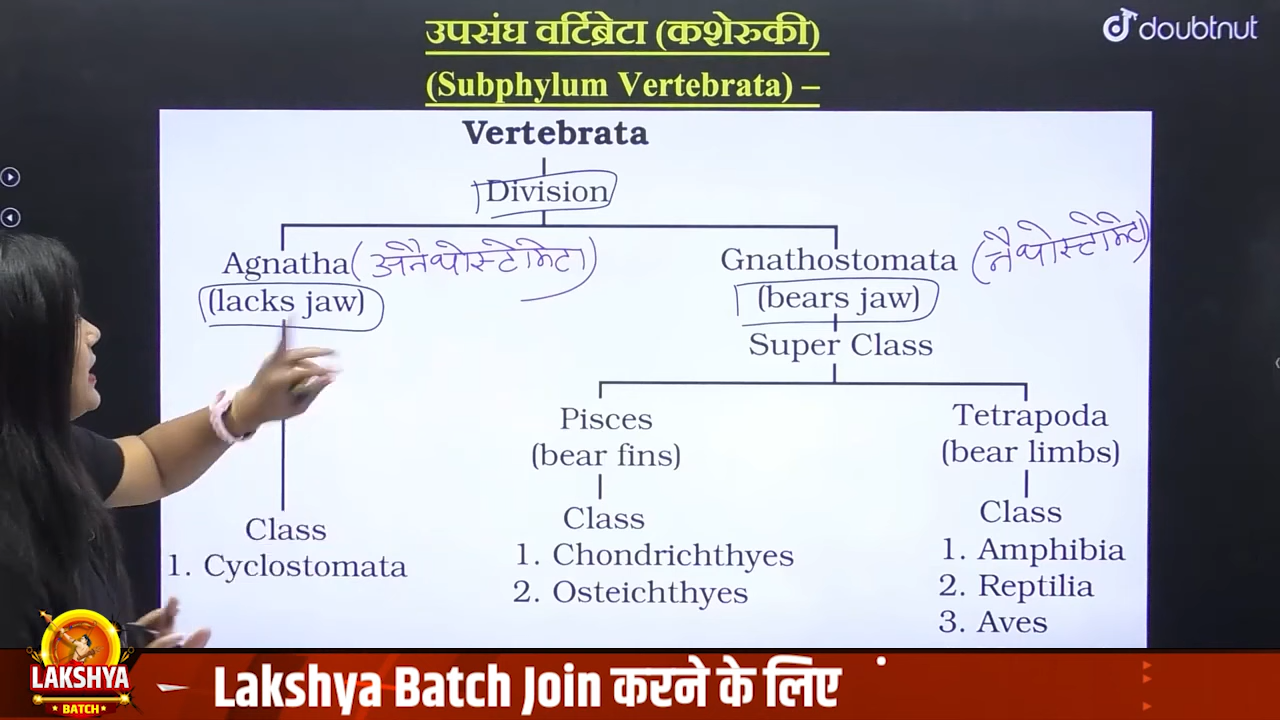 उपसंघ वर्टिब्रेटा (कशेरुकी)
(Subphylum Vertebrata) –
doubtnut
Vertebrata
Division
Agnatha (अनैथोस्टोमेटा)
(lacks jaw)
Gnathostomata (नैथोस्टोमेटा)
(bears jaw)
Super Class
Pisces
(bear fins)
Tetrapoda
(bear limbs)
Class
1. Cyclostomata
Class
1. Chondrichthyes
2. Osteichthyes
Class
1. Amphibia
2. Reptilia
3. Aves
LAKSHYA
BATCH
Lakshya Batch Join करने के लिए